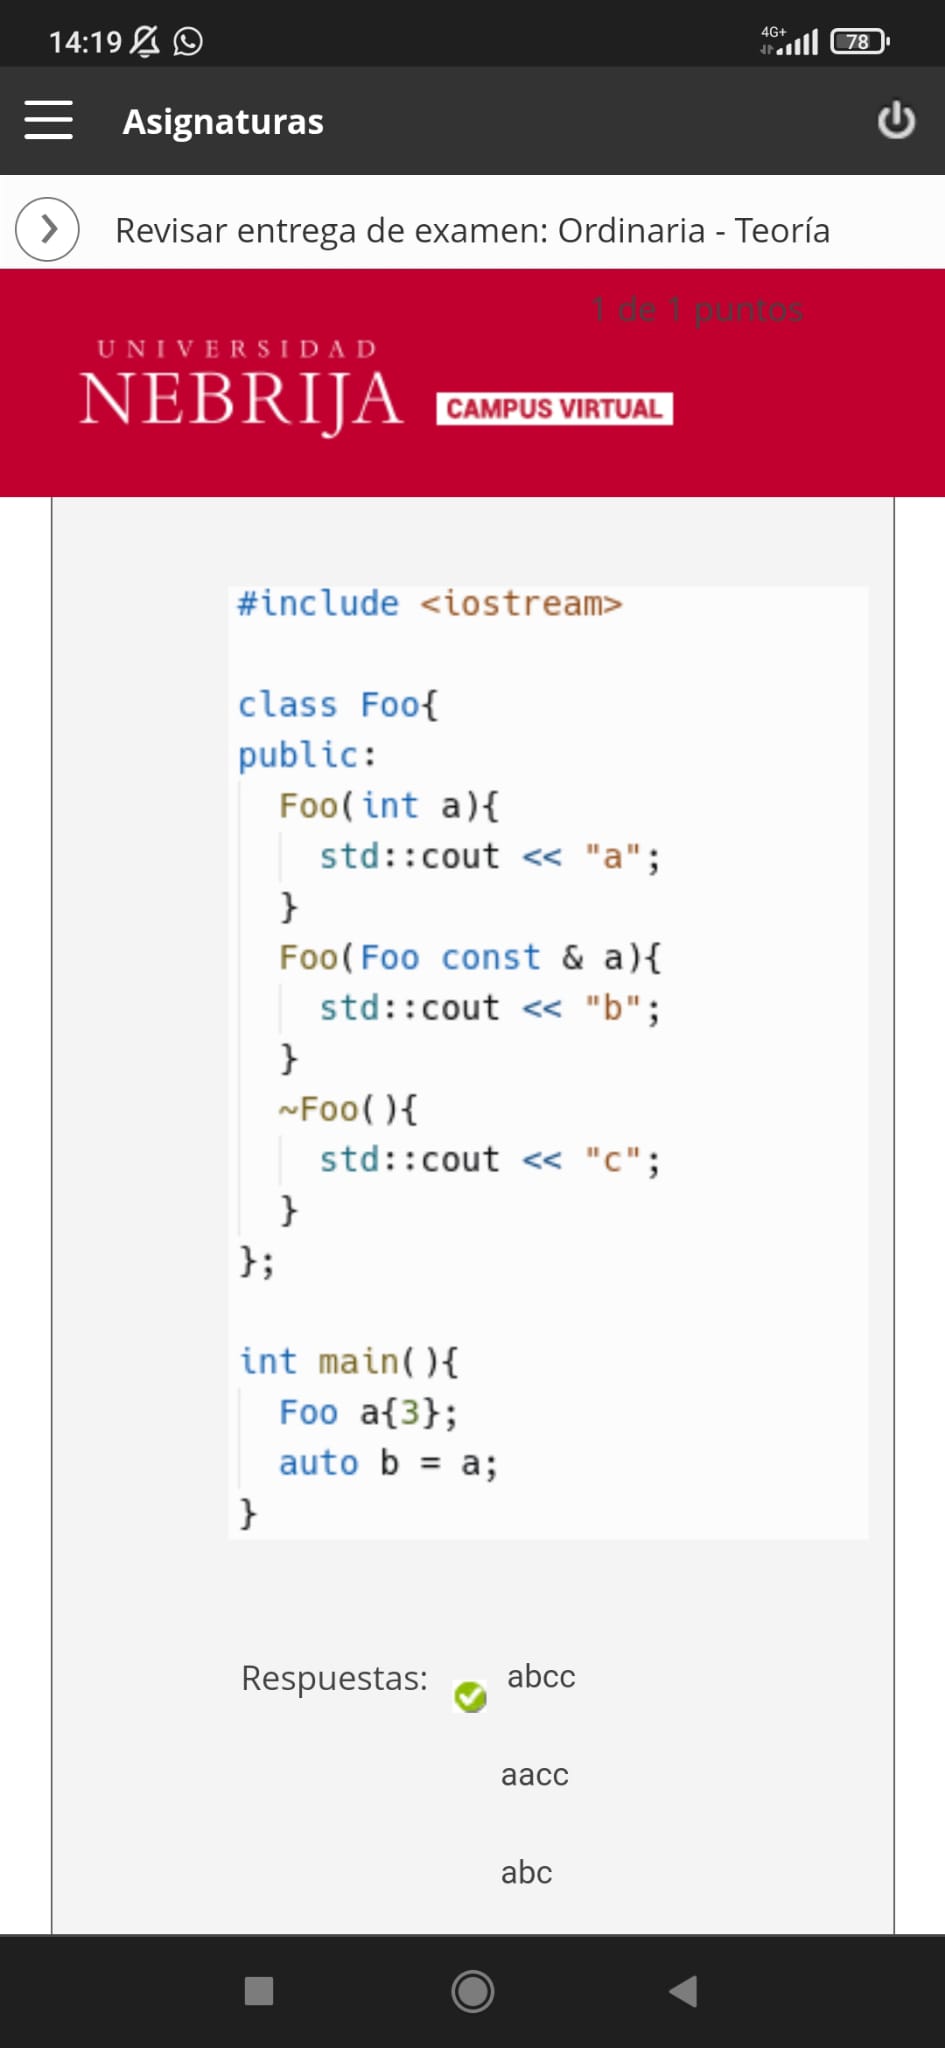 14:19
4G+
78
Asignaturas
Revisar entrega de examen: Ordinaria - Teoría
1 de 1 puntos
UNIVERSIDAD
NEBRIJA
CAMPUS VIRTUAL
#include <iostream>
class Foo{
public:
Foo(int a){
std::cout << "a";
}
Foo(Foo const & a){
std::cout << "b";
}
~Foo(){
std::cout << "c";
}
};
int main(){
Foo a{3};
auto b = a;
}
Respuestas:
abcc
aacc
abc